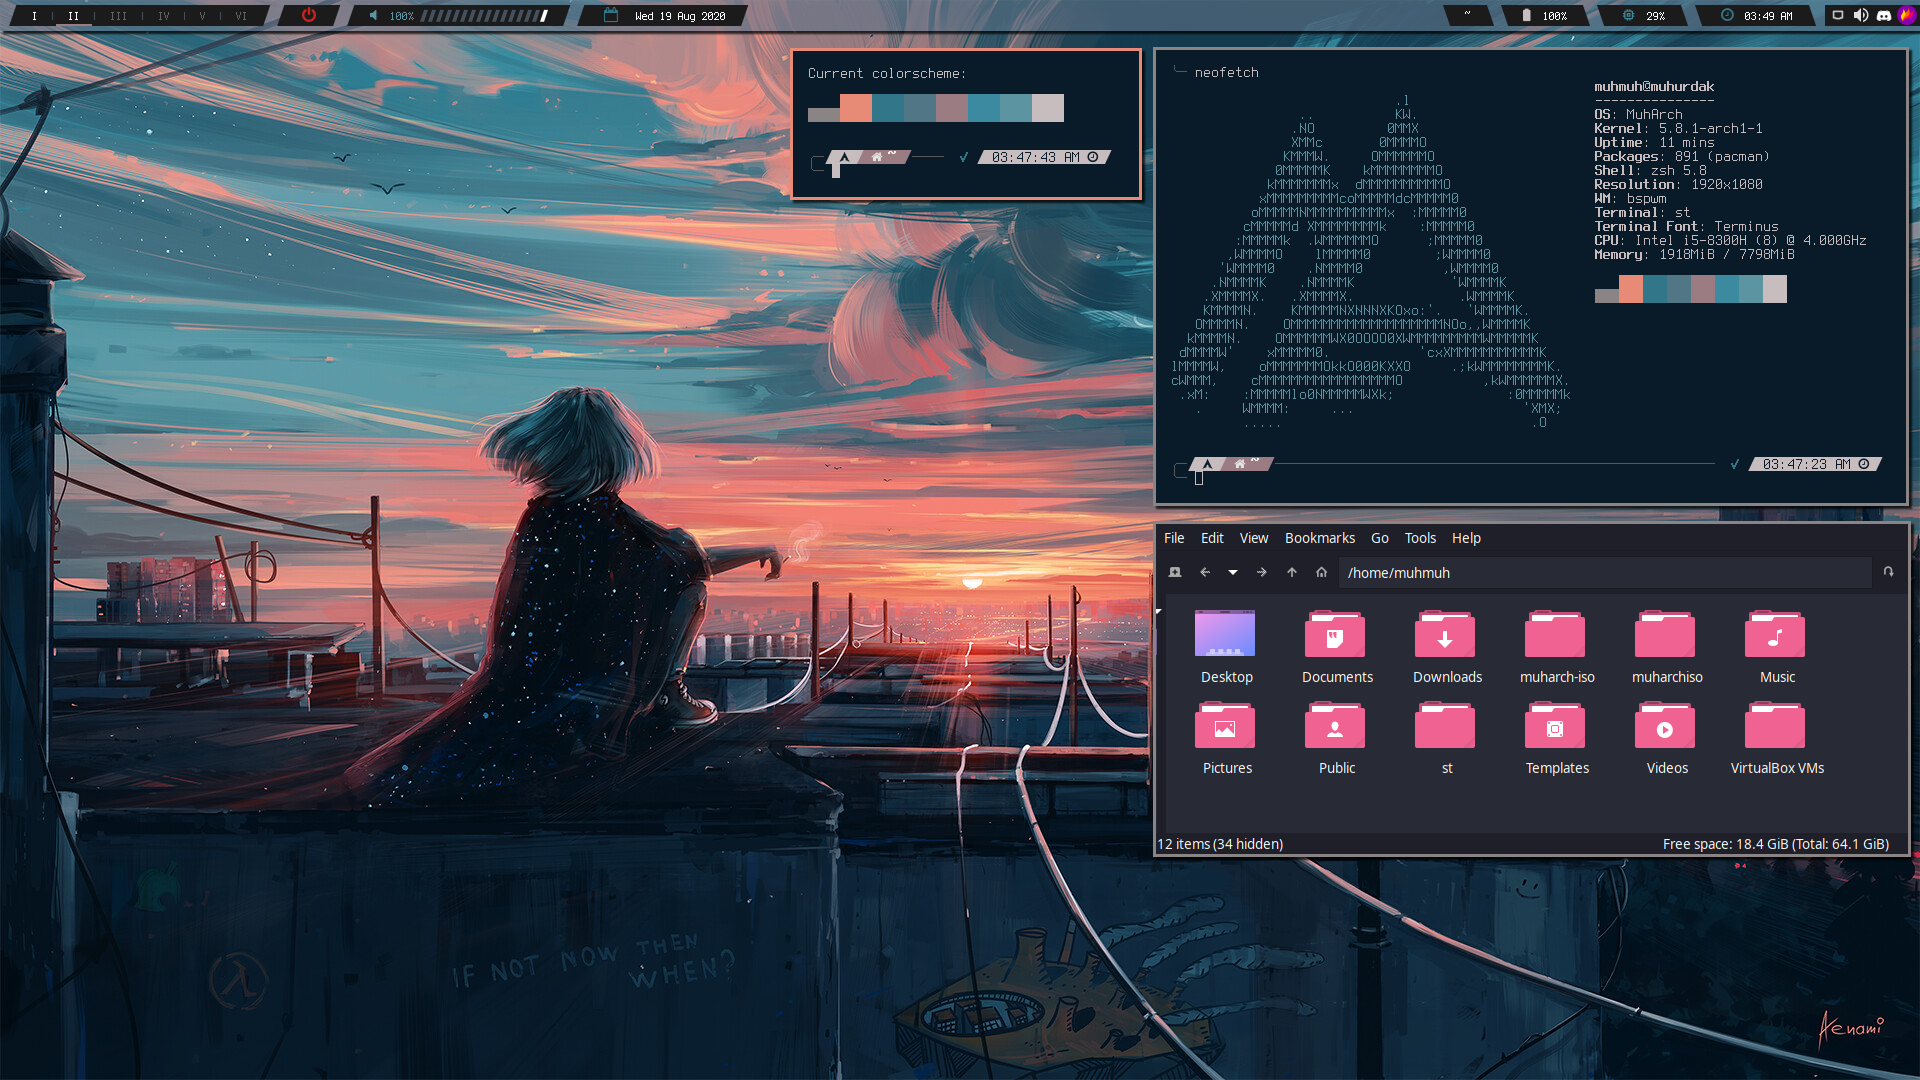 I II III IV V VI
100%
Wed 19 Aug 2020
~
100%
29%
03:49 AM
Current colorscheme:
~
03:47:43 AM
neofetch
muhmuh@muhurdak
---------------
OS: MuhArch
Kernel: 5.8.1-arch1-1
Uptime: 11 mins
Packages: 891 (pacman)
Shell: zsh 5.8
Resolution: 1920x1080
WM: bspwm
Terminal: st
Terminal Font: Terminus
CPU: Intel i5-8300H (8) @ 4.000GHz
Memory: 1918MiB / 7798MiB
~
03:47:23 AM
File Edit View Bookmarks Go Tools Help
/home/muhmuh
Desktop Documents Downloads muharch-iso muharchiso Music
Pictures Public st Templates Videos VirtualBox VMs
12 items (34 hidden)
Free space: 18.4 GiB (Total: 64.1 GiB)
IF NOT NOW THEN
WHEN?
λ
Aenami